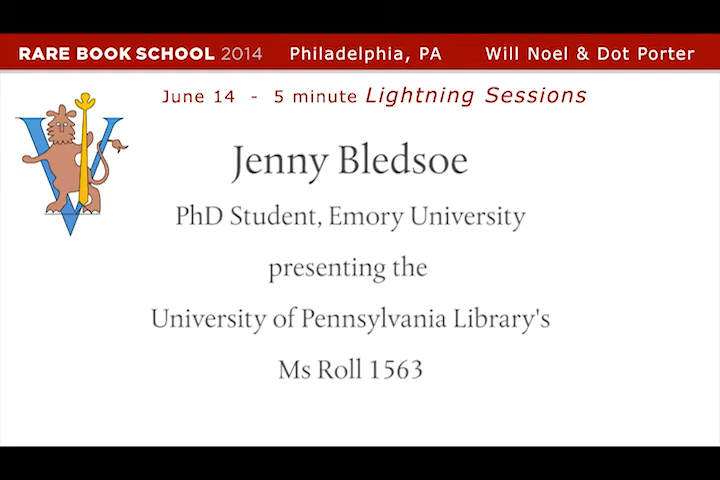 RARE BOOK SCHOOL 2014 Philadelphia, PA Will Noel & Dot Porter
June 14 - 5 minute Lightning Sessions
Jenny Bledsoe
PhD Student, Emory University
presenting the
University of Pennsylvania Library's
Ms Roll 1563